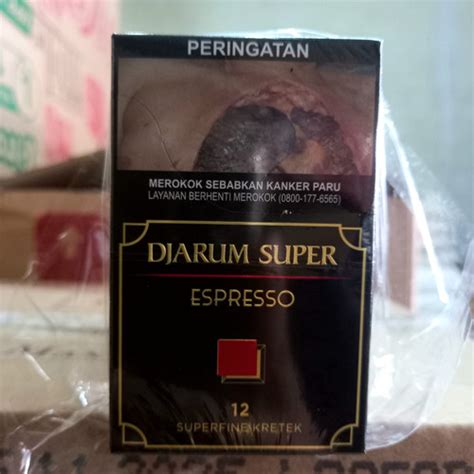 PERINGATAN
MEROKOK SEBABKAN KANKER PARU
LAYANAN BERHENTI MEROKOK (0800-177-6565)
DJARUM SUPER
ESPRESSO
12
SUPERFINE KRETEK